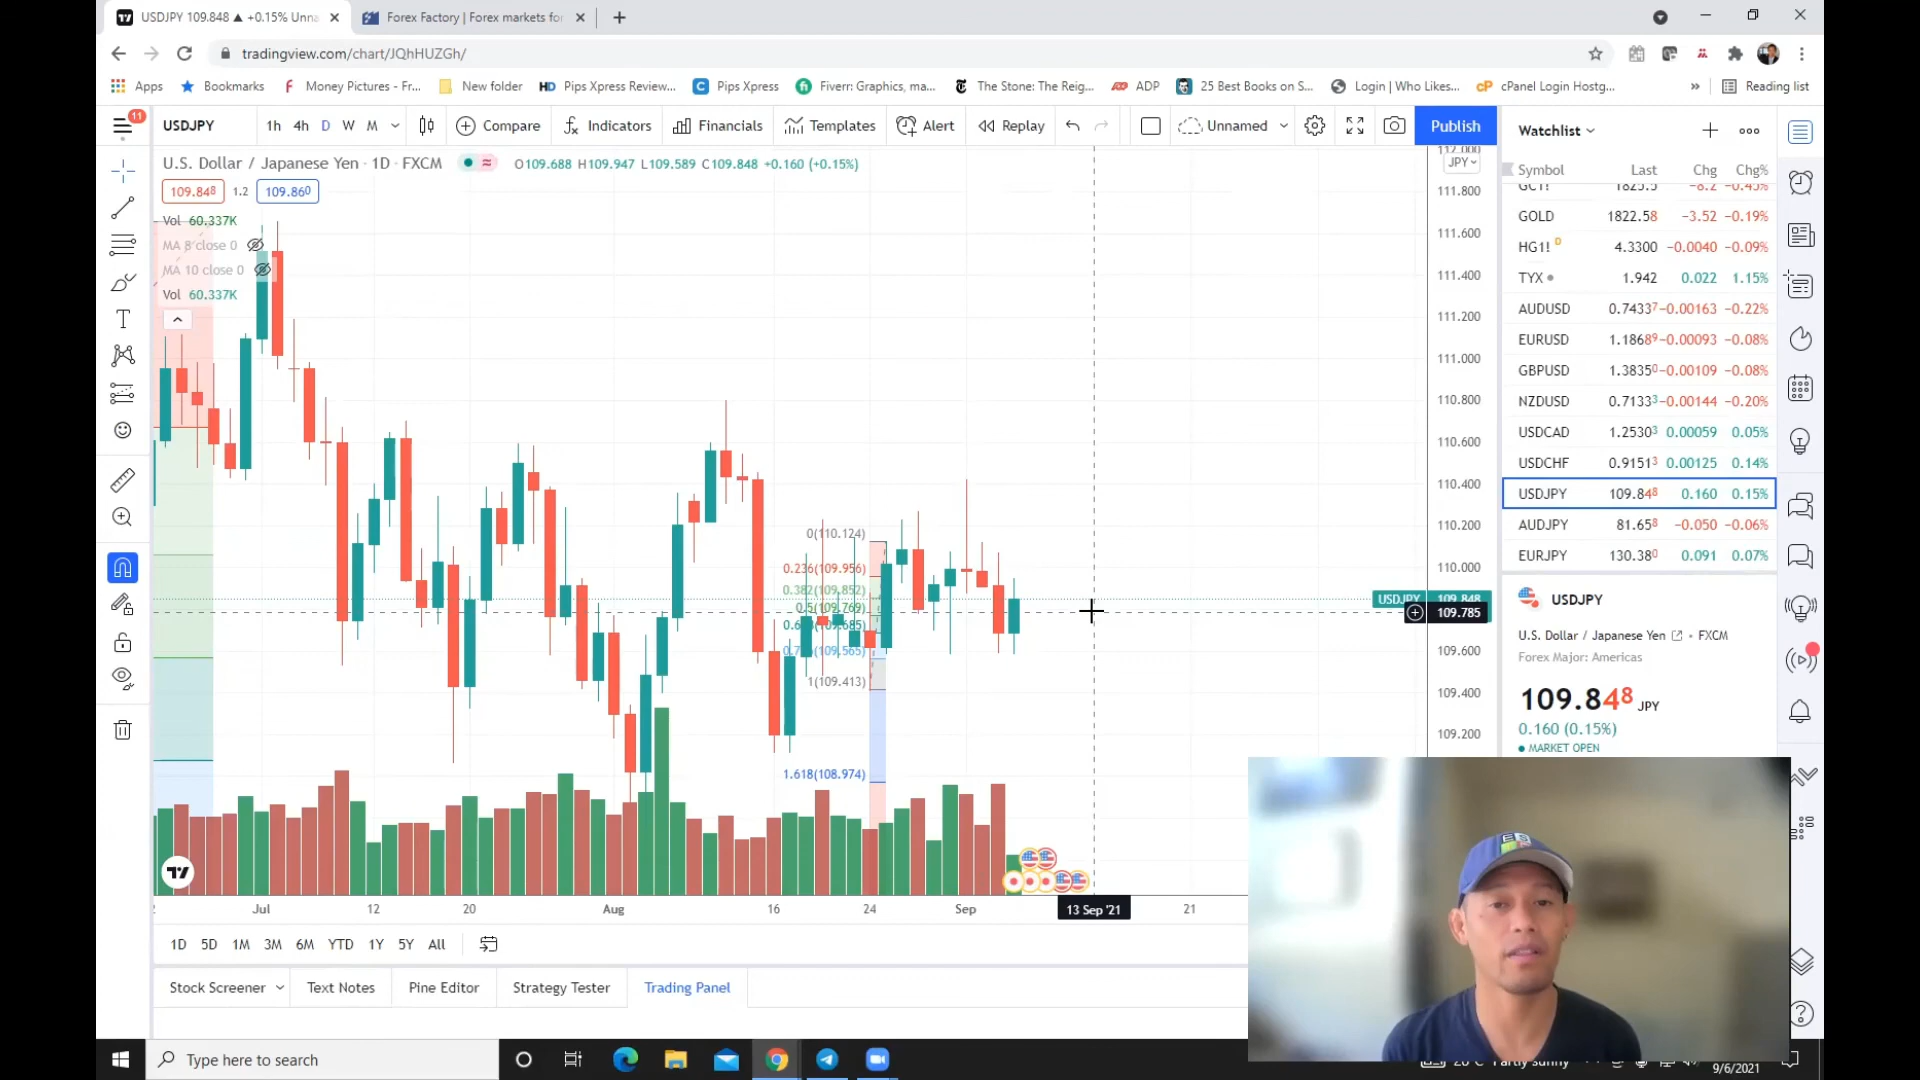 USDJPY 109.848 ▲ +0.15% Unna
Forex Factory | Forex markets for
tradingview.com/chart/JQhHUZGh/
Apps Bookmarks Money Pictures - Fr... New folder Pips Xpress Review... Pips Xpress Fiverr: Graphics, ma... The Stone: The Reig... ADP 25 Best Books on S... Login | Who Likes... cPanel Login Hostg... » Reading list
11
USDJPY 1h 4h D W M Compare Indicators Financials Templates Alert Replay Unnamed Publish
U.S. Dollar / Japanese Yen · 1D · FXCM O109.688 H109.947 L109.589 C109.848 +0.160 (+0.15%)
109.848 1.2 109.860
Vol 60.337K
MA 8 close 0
MA 10 close 0
Vol 60.337K
0(110.124)
0.236(109.956)
0.382(109.852)
0.5(109.769)
1(109.413)
1.618(108.974)
112.000
JPY
111.800
111.600
111.400
111.200
111.000
110.800
110.600
110.400
110.200
110.000
USDJPY 109.848
109.785
109.600
109.400
109.200
Jul 12 20 Aug 16 24 Sep 13 Sep '21 21
1D 5D 1M 3M 6M YTD 1Y 5Y All
Stock Screener Text Notes Pine Editor Strategy Tester Trading Panel
Watchlist
Symbol Last Chg Chg%
GC1! 1825.5 −8.2 −0.45%
GOLD 1822.58 −3.52 −0.19%
HG1! D 4.3300 −0.0040 −0.09%
TYX 1.942 0.022 1.15%
AUDUSD 0.74337 −0.00163 −0.22%
EURUSD 1.18689 −0.00093 −0.08%
GBPUSD 1.38350 −0.00109 −0.08%
NZDUSD 0.71333 −0.00144 −0.20%
USDCAD 1.25303 0.00059 0.05%
USDCHF 0.91513 0.00125 0.14%
USDJPY 109.848 0.160 0.15%
AUDJPY 81.658 −0.050 −0.06%
EURJPY 130.380 0.091 0.07%
USDJPY
U.S. Dollar / Japanese Yen • FXCM
Forex Major: Americas
109.848 JPY
0.160 (0.15%)
MARKET OPEN
Type here to search
9/6/2021